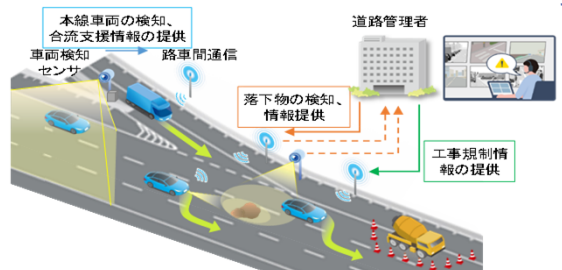 本線車両の検知、
合流支援情報の提供
道路管理者
車両検知
センサ
路車間通信
落下物の検知、
情報提供
工事規制情
報の提供